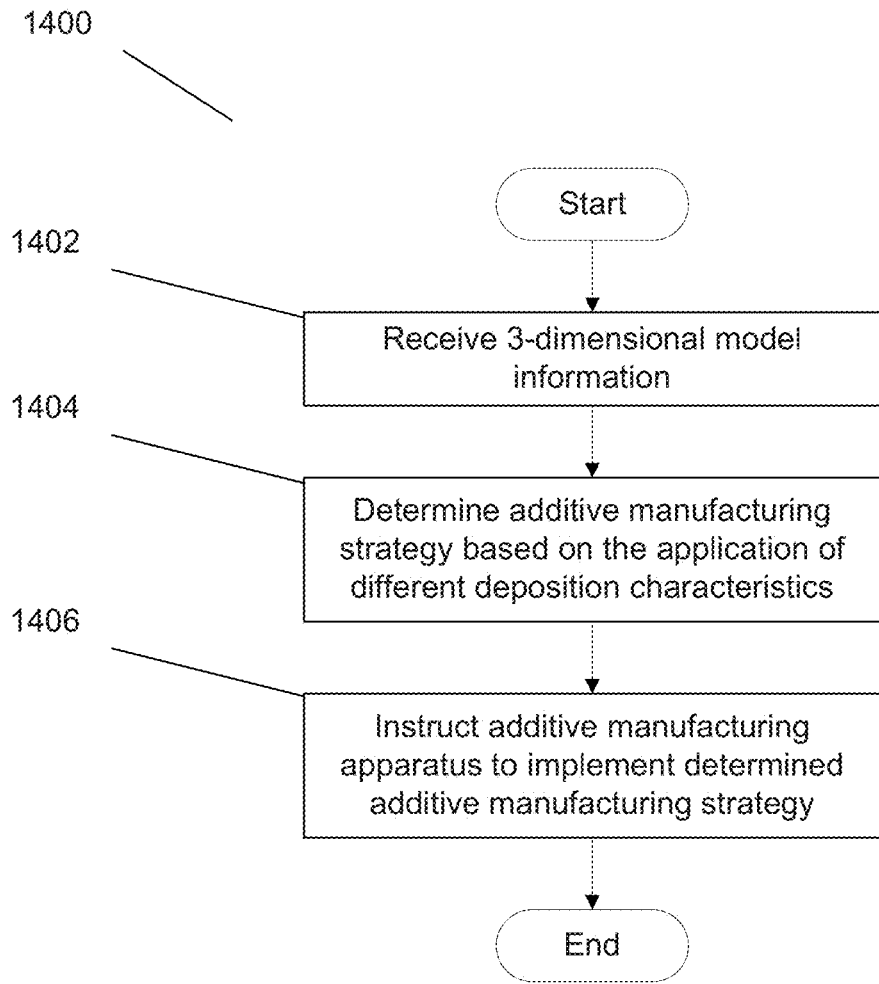 1400
Start
1402
Receive 3-dimensional model
information
1404
Determine additive manufacturing
strategy based on the application of
different deposition characteristics
1406
Instruct additive manufacturing
apparatus to implement determined
additive manufacturing strategy
End